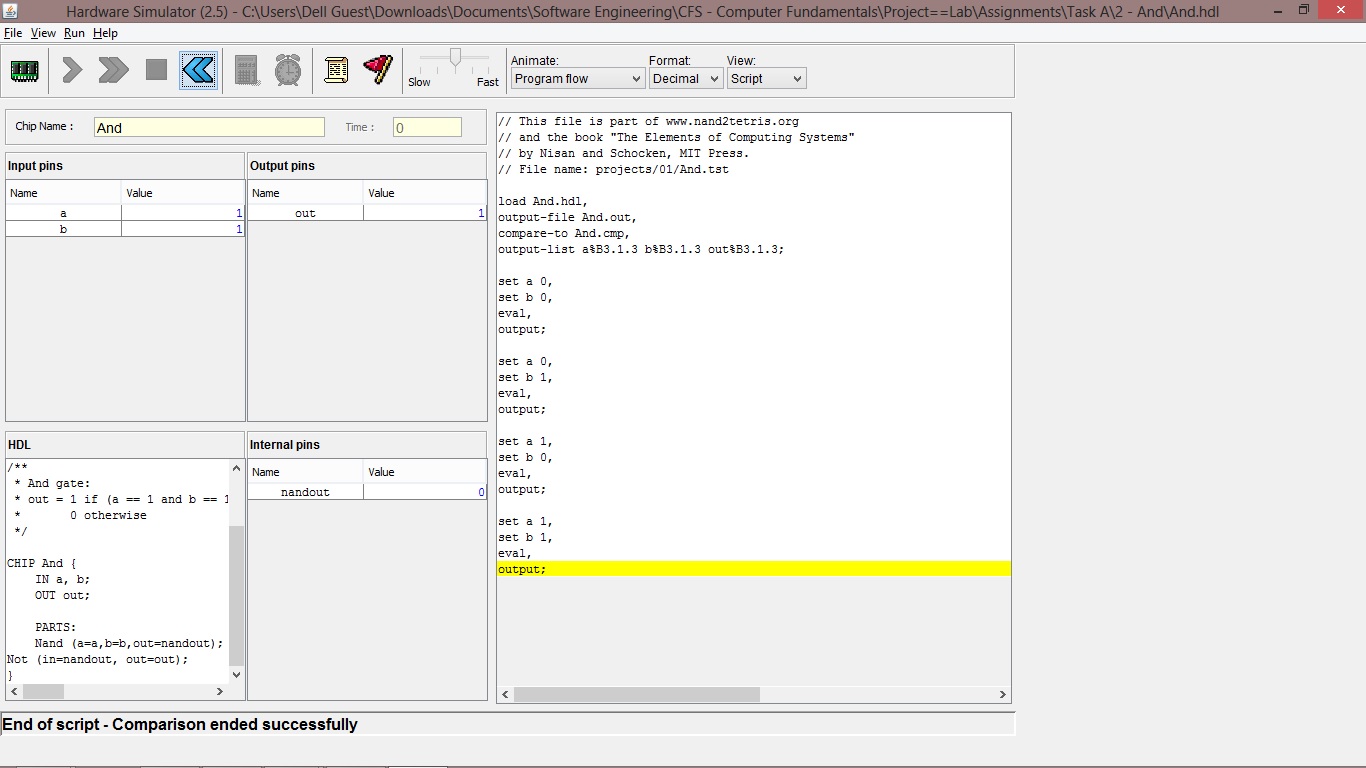 Hardware Simulator (2.5) - C:\Users\Dell Guest\Downloads\Documents\Software Engineering\CFS - Computer Fundamentals\Project==Lab\Assignments\Task A\2 - And\And.hdl
File View Run Help
Slow Fast
Animate: Format: View:
Program flow Decimal Script
Chip Name : And Time : 0
Input pins Output pins
Name Value Name Value
a 1 out 1
b 1
HDL Internal pins
/**
 * And gate:
 * out = 1 if (a == 1 and b == 1
 *       0 otherwise
 */
CHIP And {
    IN a, b;
    OUT out;
    PARTS:
    Nand (a=a,b=b,out=nandout);
Not (in=nandout, out=out);
}
Name Value
nandout 0
// This file is part of www.nand2tetris.org
// and the book "The Elements of Computing Systems"
// by Nisan and Schocken, MIT Press.
// File name: projects/01/And.tst
load And.hdl,
output-file And.out,
compare-to And.cmp,
output-list a%B3.1.3 b%B3.1.3 out%B3.1.3;
set a 0,
set b 0,
eval,
output;
set a 0,
set b 1,
eval,
output;
set a 1,
set b 0,
eval,
output;
set a 1,
set b 1,
eval,
output;
End of script - Comparison ended successfully